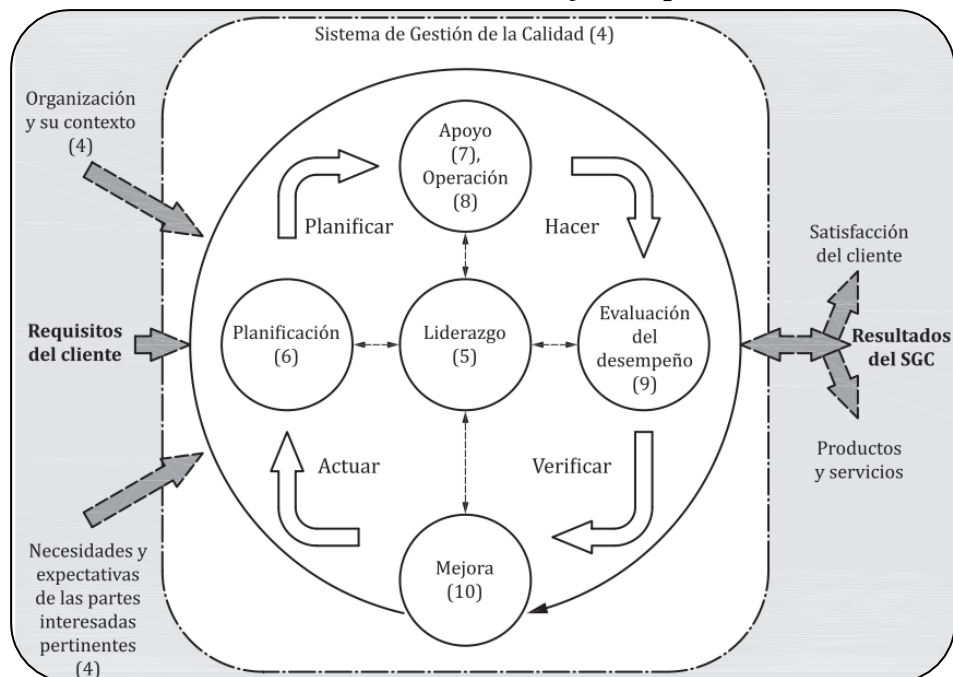 Sistema de Gestión de la Calidad (4)
Organización
y su contexto
(4)
Requisitos
del cliente
Necesidades y
expectativas
de las partes
interesadas
pertinentes
(4)
Planificar
Apoyo
(7),
Operación
(8)
Hacer
Planificación
(6)
Liderazgo
(5)
Evaluación
del
desempeño
(9)
Actuar
Verificar
Mejora
(10)
Satisfacción
del cliente
Resultados
del SGC
Productos
y servicios